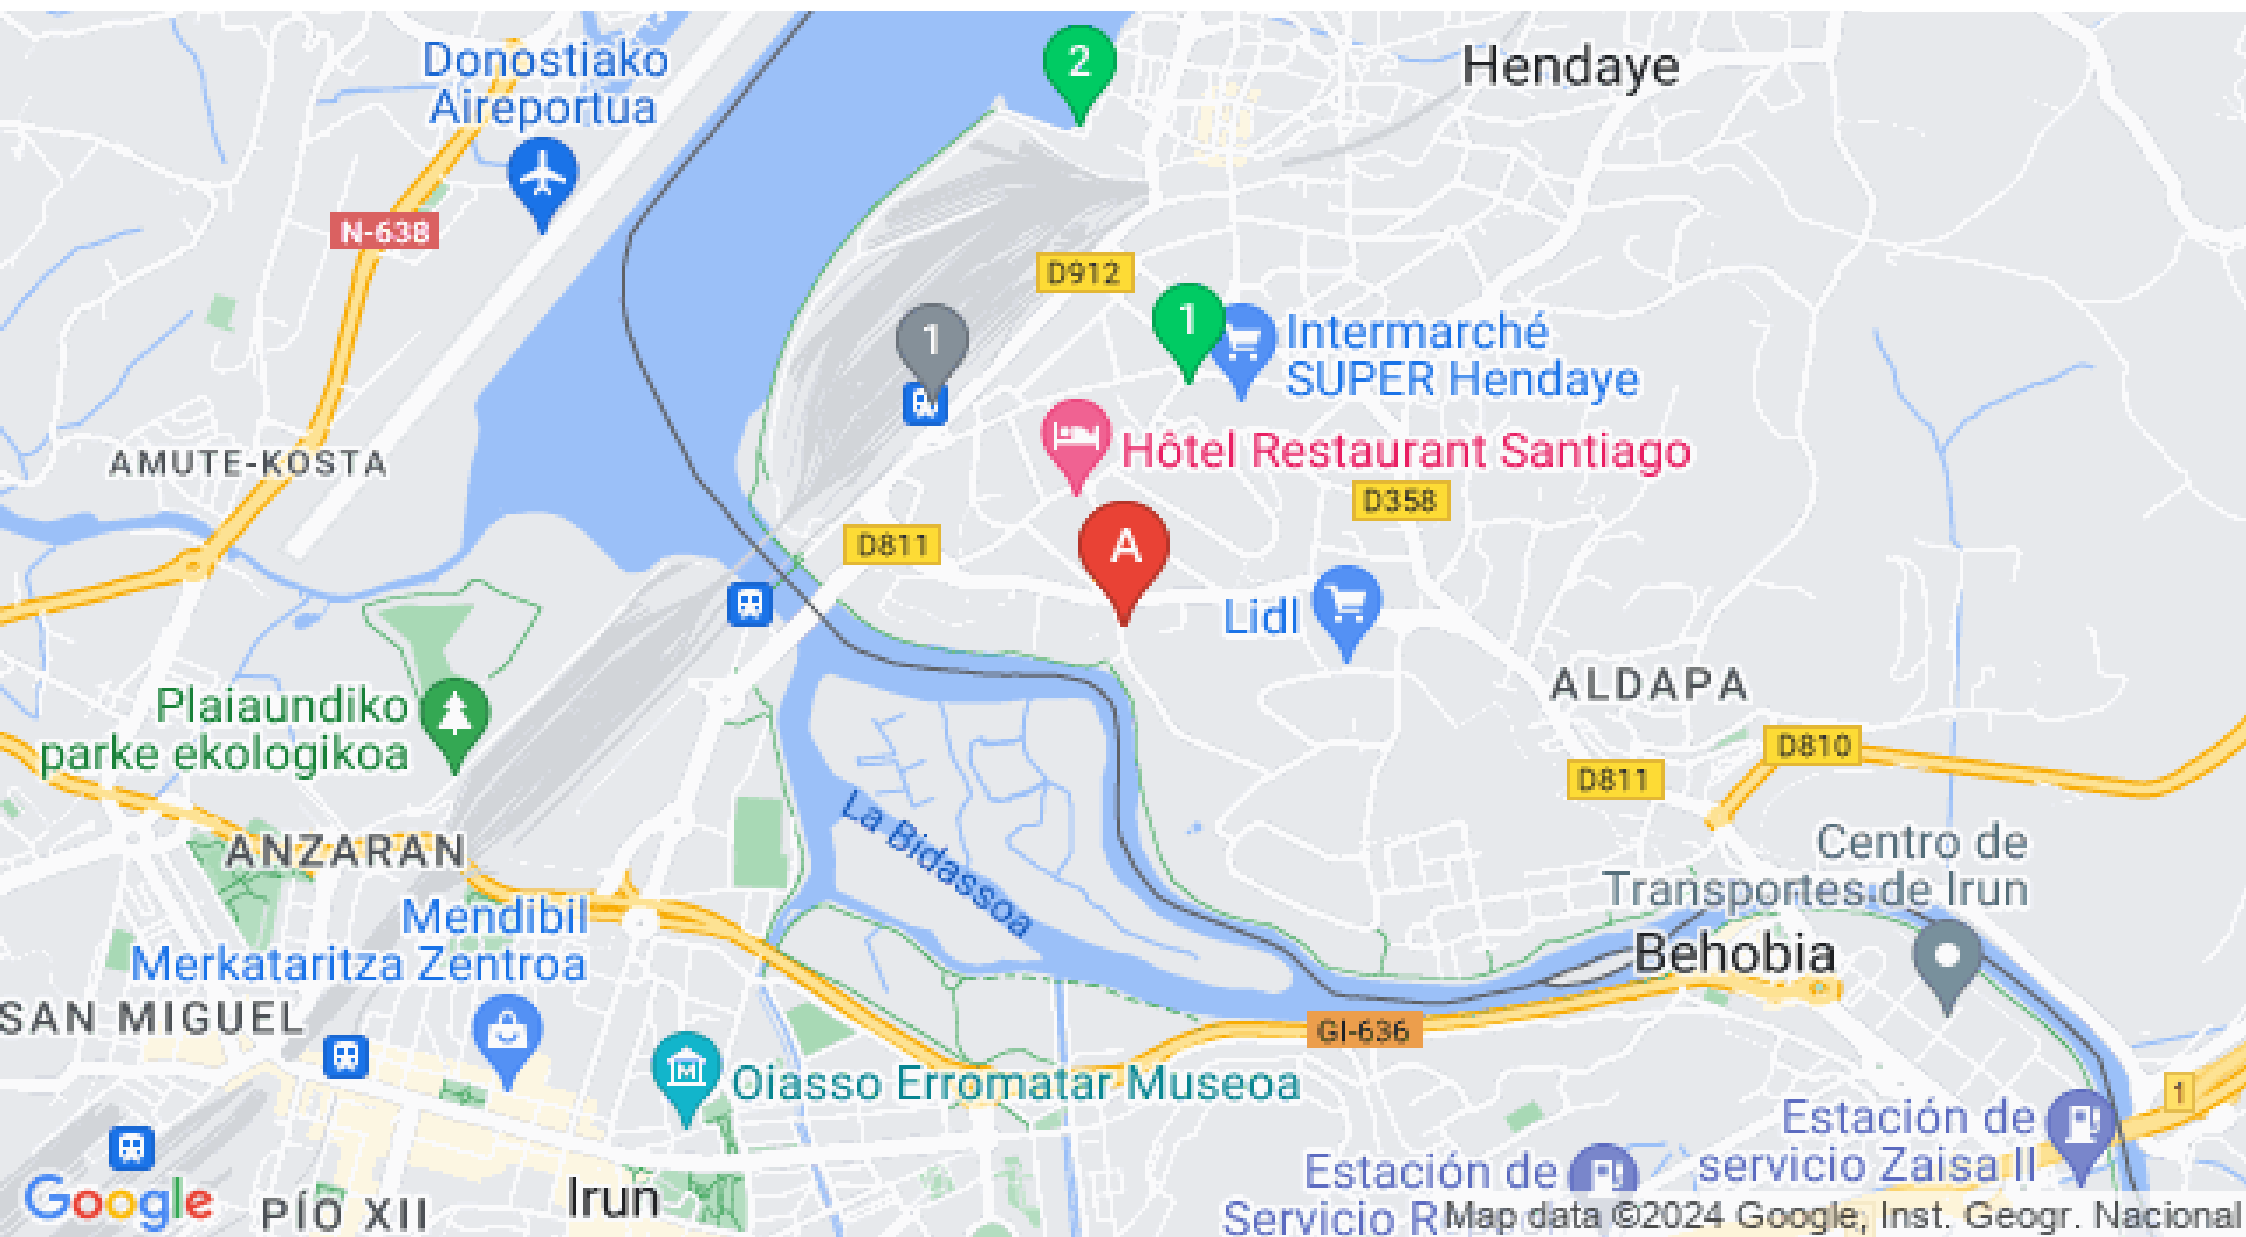 Donostiako
Aireportua
2
Hendaye
N-638
D912
1
1
Intermarché
SUPER Hendaye
AMUTE-KOSTA
Hôtel Restaurant Santiago
D358
D811
A
Lidl
Plaiaundiko
parke ekologikoa
ALDAPA
D810
D811
La Bidassoa
ANZARAN
Centro de
Transportes de Irun
Mendibil
Merkataritza Zentroa
Behobia
SAN MIGUEL
GI-636
Oiasso Erromatar Museoa
1
Estación de
servicio Zaisa II
Estación de
Servicio
Google
PÍO XII
Irun
Map data ©2024 Google, Inst. Geogr. Nacional